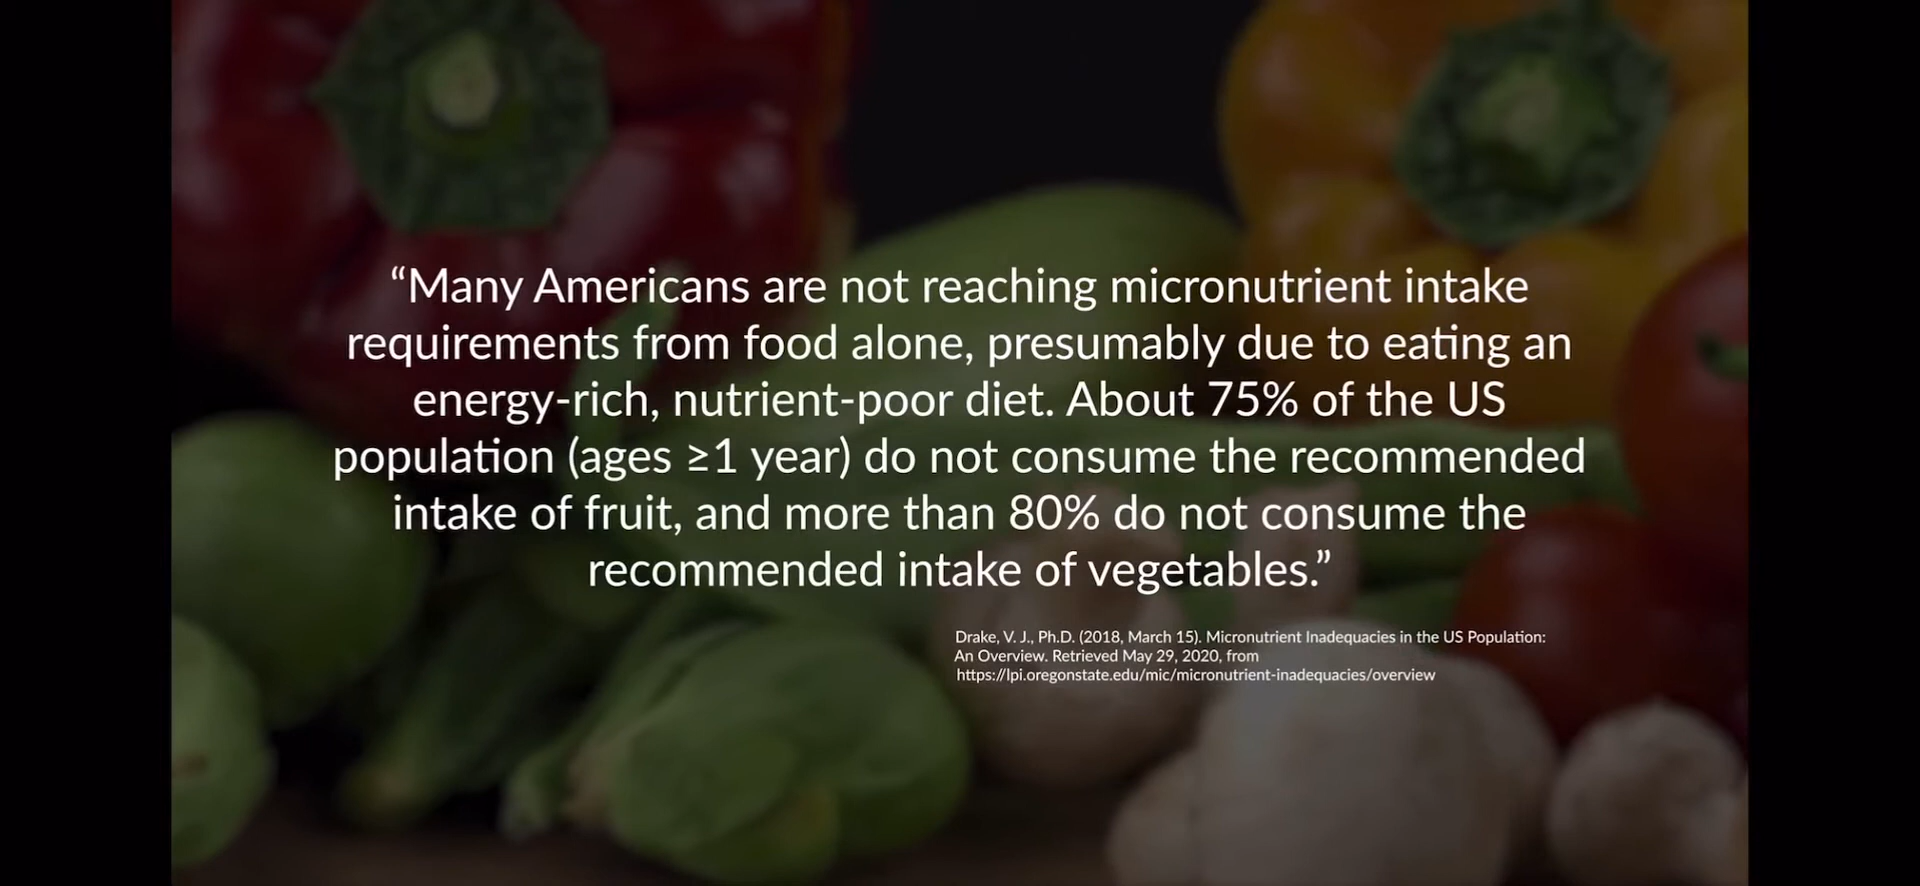 “Many Americans are not reaching micronutrient intake
requirements from food alone, presumably due to eating an
energy-rich, nutrient-poor diet. About 75% of the US
population (ages ≥1 year) do not consume the recommended
intake of fruit, and more than 80% do not consume the
recommended intake of vegetables.”
Drake, V. J., Ph.D. (2018, March 15). Micronutrient Inadequacies in the US Population:
An Overview. Retrieved May 29, 2020, from
https://lpi.oregonstate.edu/mic/micronutrient-inadequacies/overview